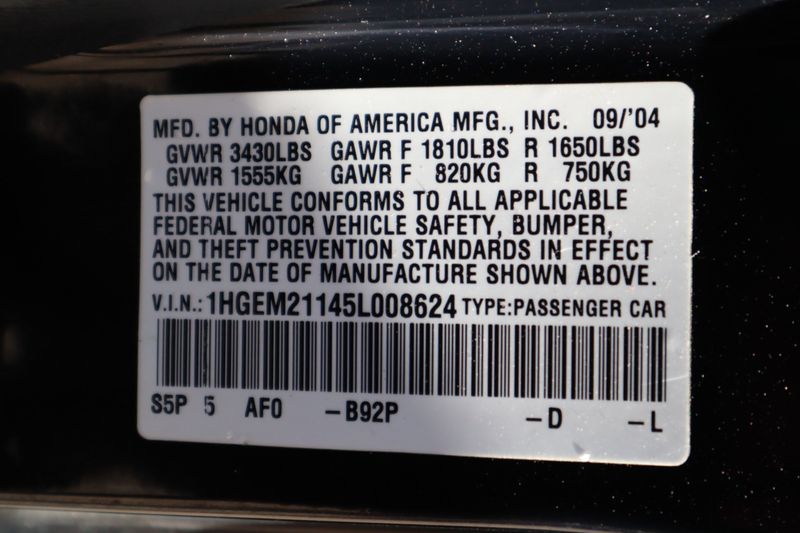 MFD. BY HONDA OF AMERICA MFG., INC. 09/'04
GVWR 3430LBS GAWR F 1810LBS R 1650LBS
GVWR 1555KG GAWR F 820KG R 750KG
THIS VEHICLE CONFORMS TO ALL APPLICABLE
FEDERAL MOTOR VEHICLE SAFETY, BUMPER,
AND THEFT PREVENTION STANDARDS IN EFFECT
ON THE DATE OF MANUFACTURE SHOWN ABOVE.
V.I.N.:1HGEM21145L008624 TYPE:PASSENGER CAR
S5P 5 AF0 -B92P -D -L